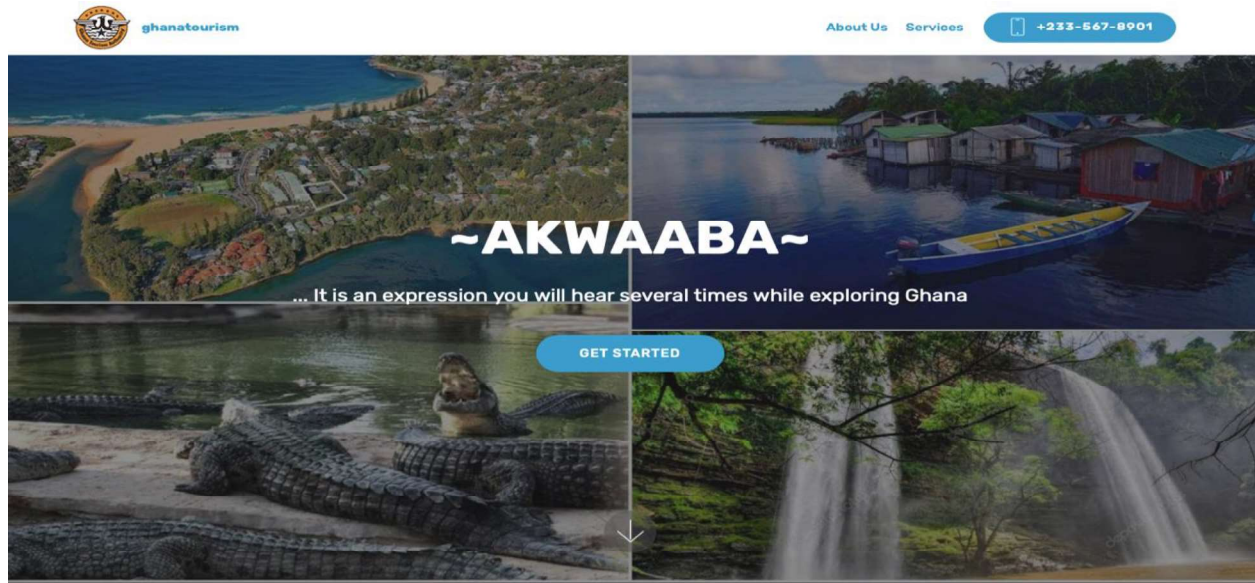 ghanatourism
About Us Services +233-567-8901
~AKWAABA~
... It is an expression you will hear several times while exploring Ghana
GET STARTED